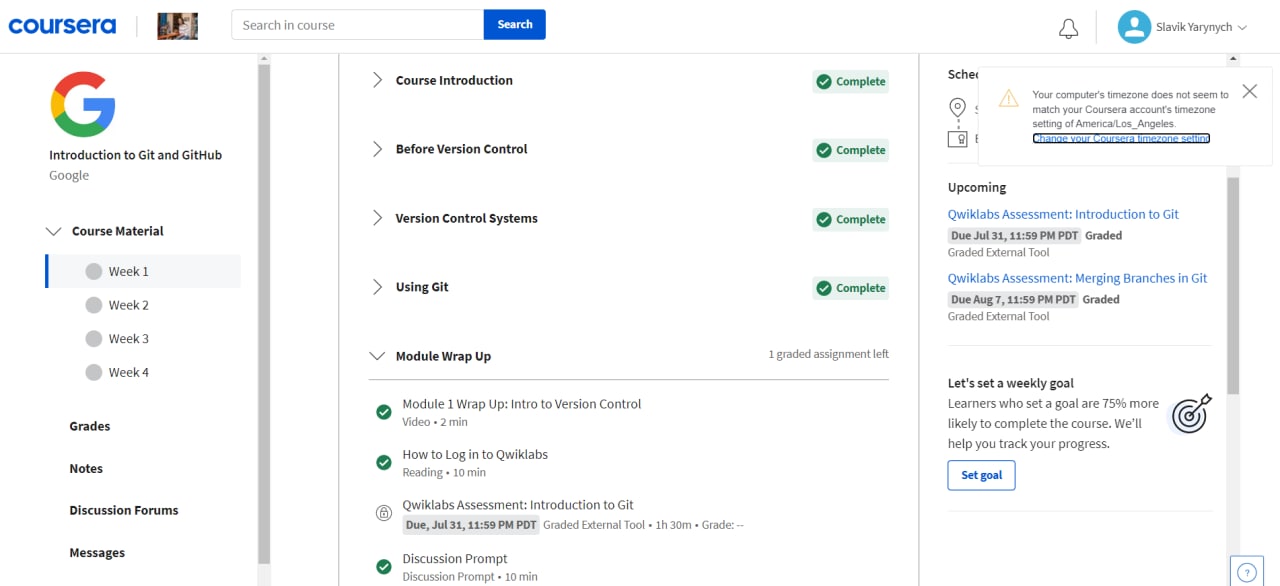 coursera
Search in course
Search
Slavik Yarynych
Introduction to Git and GitHub
Google
Course Material
Week 1
Week 2
Week 3
Week 4
Grades
Notes
Discussion Forums
Messages
Course Introduction
Complete
Before Version Control
Complete
Version Control Systems
Complete
Using Git
Complete
Module Wrap Up
1 graded assignment left
Module 1 Wrap Up: Intro to Version Control
Video • 2 min
How to Log in to Qwiklabs
Reading • 10 min
Qwiklabs Assessment: Introduction to Git
Due, Jul 31, 11:59 PM PDT Graded External Tool • 1h 30m • Grade: --
Discussion Prompt
Discussion Prompt • 10 min
Your computer's timezone does not seem to
match your Coursera account's timezone
setting of America/Los_Angeles.
Change your Coursera timezone setting
Upcoming
Qwiklabs Assessment: Introduction to Git
Due Jul 31, 11:59 PM PDT Graded
Graded External Tool
Qwiklabs Assessment: Merging Branches in Git
Due Aug 7, 11:59 PM PDT Graded
Graded External Tool
Let's set a weekly goal
Learners who set a goal are 75% more
likely to complete the course. We'll
help you track your progress.
Set goal
?